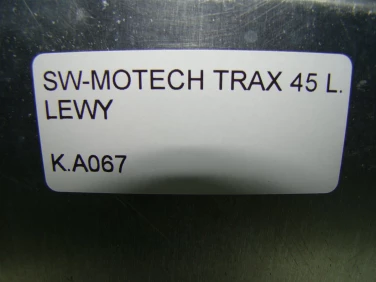 SW-MOTECH TRAX 45 L.
LEWY
K.A067